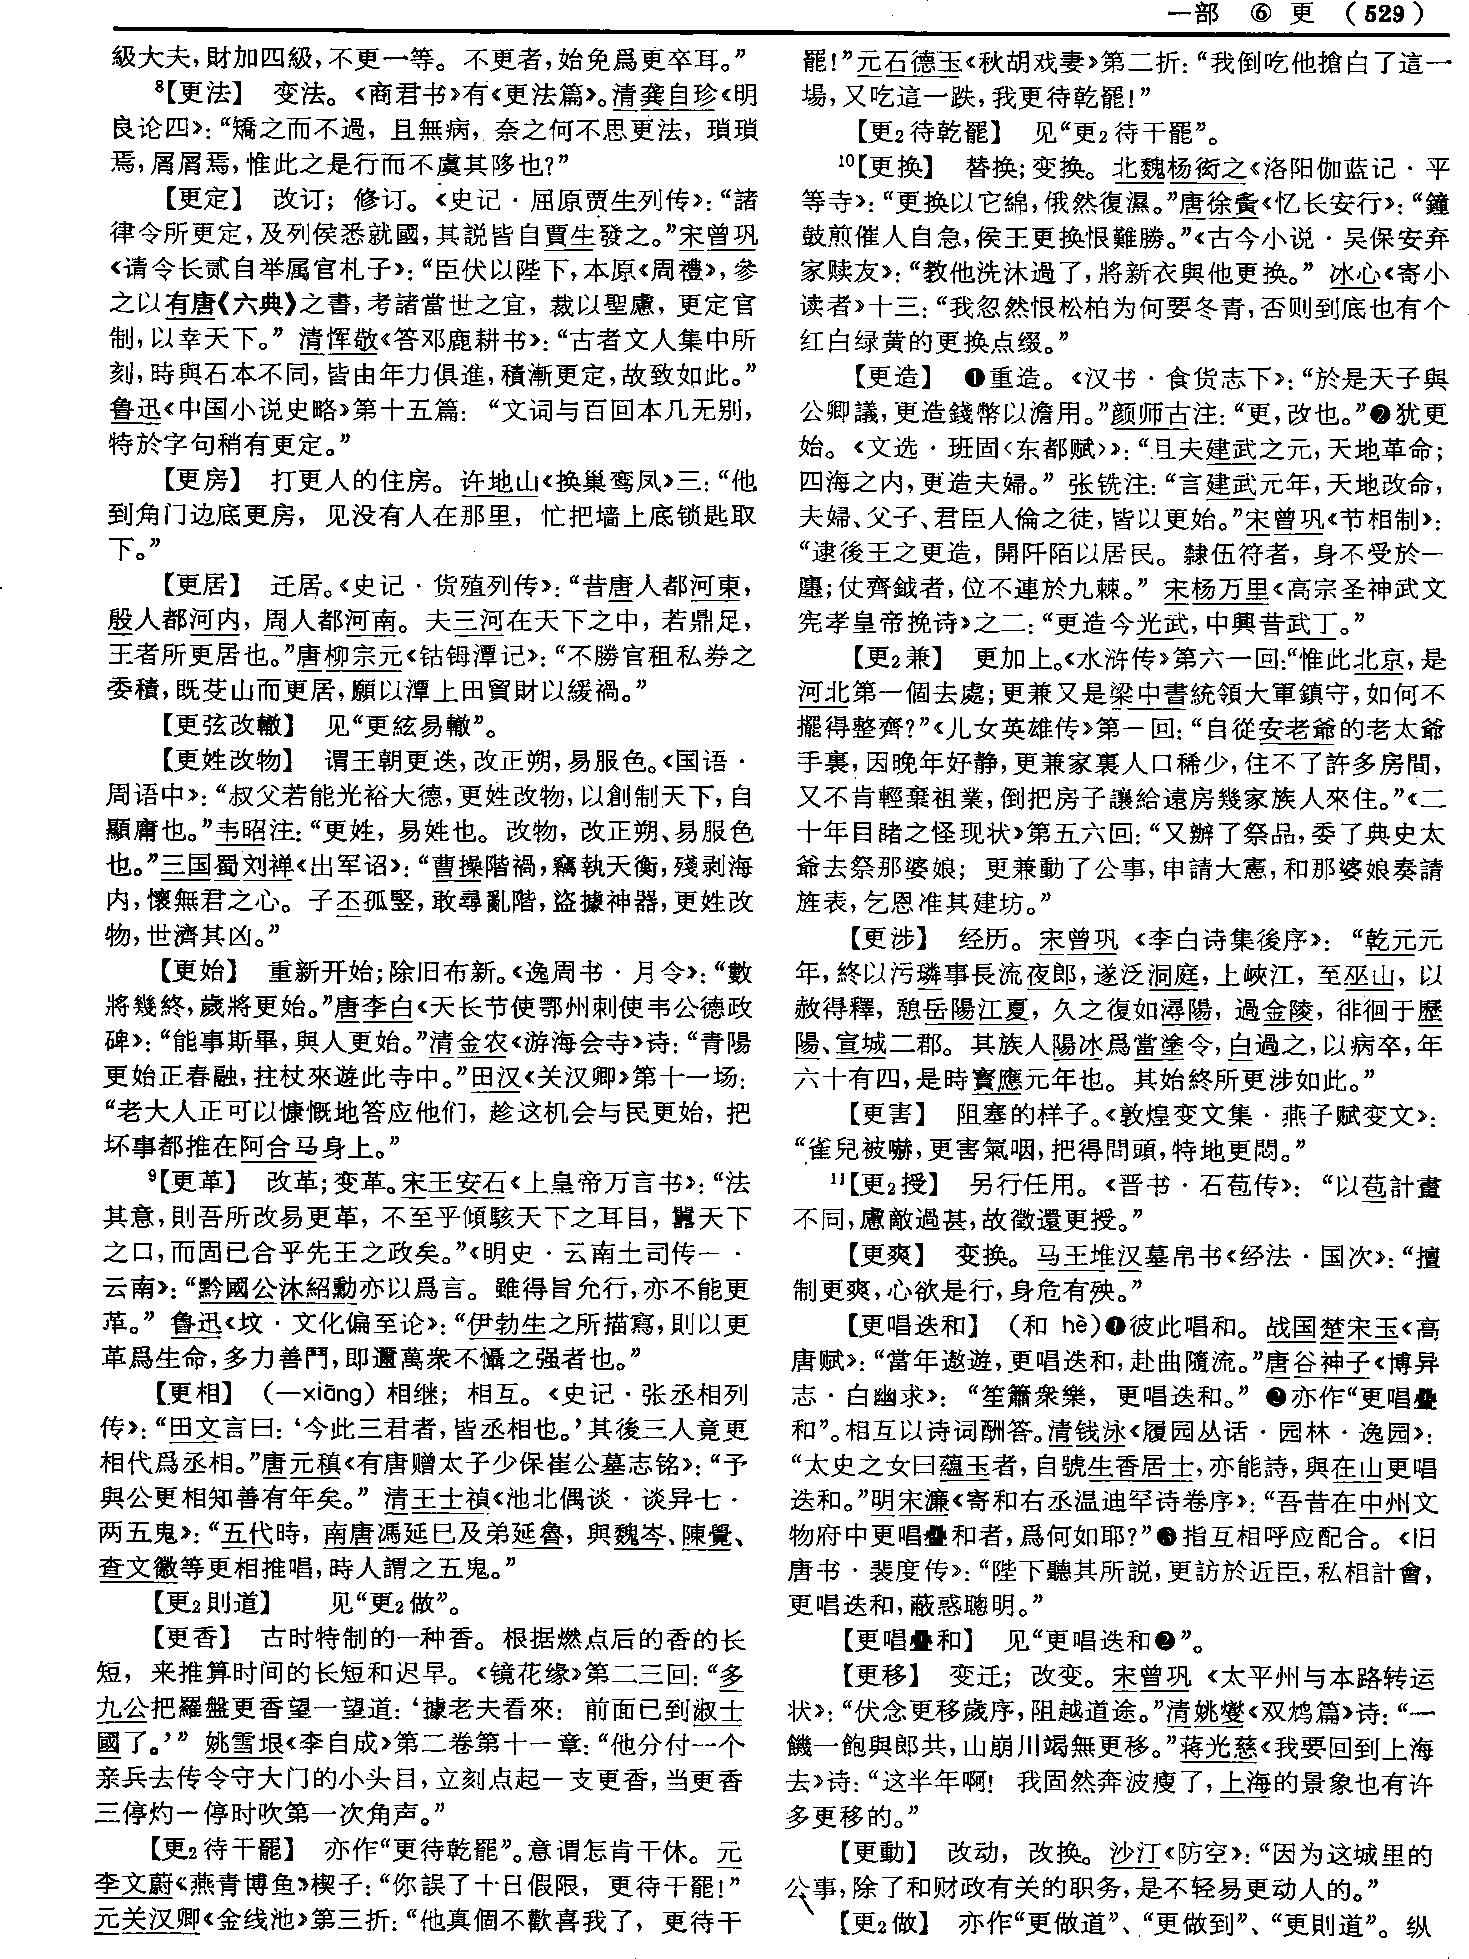 一部 ⑥ 更 （529）
級大夫，財加四級，不更一等。不更者，始免爲更卒耳。”
⁸【更法】 变法。《商君书》有《更法篇》。清龚自珍《明
良论四》：“矯之而不過，且無病，奈之何不思更法，瑣瑣
焉，屑屑焉，惟此之是行而不虞其陊也？”
【更定】 改订；修订。《史记·屈原贾生列传》：“諸
律令所更定，及列侯悉就國，其説皆自賈生發之。”宋曾巩
《请令长贰自举属官札子》：“臣伏以陛下，本原《周禮》，參
之以有唐《六典》之書，考諸當世之宜，裁以聖慮，更定官
制，以幸天下。”清恽敬《答邓鹿耕书》：“古者文人集中所
刻，時與石本不同，皆由年力俱進，積漸更定，故致如此。”
鲁迅《中国小说史略》第十五篇：“文词与百回本几无别，
特於字句稍有更定。”
【更房】 打更人的住房。许地山《换巢鸾凤》三：“他
到角门边底更房，见没有人在那里，忙把墙上底锁匙取
下。”
【更居】 迁居。《史记·货殖列传》：“昔唐人都河東，
殷人都河内，周人都河南。夫三河在天下之中，若鼎足，
王者所更居也。”唐柳宗元《钴鉧潭记》：“不勝官租私券之
委積，既芟山而更居，願以潭上田貿財以緩禍。”
【更弦改轍】 见“更絃易轍”。
【更姓改物】 谓王朝更迭，改正朔，易服色。《国语·
周语中》：“叔父若能光裕大德，更姓改物，以創制天下，自
顯庸也。”韦昭注：“更姓，易姓也。改物，改正朔、易服色
也。”三国蜀刘禅《出军诏》：“曹操階禍，竊執天衡，殘剥海
内，懷無君之心。子丕孤竪，敢尋亂階，盗據神器，更姓改
物，世濟其凶。”
【更始】 重新开始；除旧布新。《逸周书·月令》：“數
將幾終，歲將更始。”唐李白《天长节使鄂州刺使韦公德政
碑》：“能事斯畢，與人更始。”清金农《游海会寺》诗：“青陽
更始正春融，拄杖來遊此寺中。”田汉《关汉卿》第十一场：
“老大人正可以慷慨地答应他们，趁这机会与民更始，把
坏事都推在阿合马身上。”
⁹【更革】 改革；变革。宋王安石《上皇帝万言书》：“法
其意，則吾所改易更革，不至乎傾駭天下之耳目，囂天下
之口，而固已合乎先王之政矣。”《明史·云南土司传一·
云南》：“黔國公沐紹勳亦以爲言。雖得旨允行，亦不能更
革。”鲁迅《坟·文化偏至论》：“伊勃生之所描寫，則以更
革爲生命，多力善鬥，即邇萬衆不懾之强者也。”
【更相】 （—xiāng）相继；相互。《史记·张丞相列
传》：“田文言曰：‘今此三君者，皆丞相也。’其後三人竟更
相代爲丞相。”唐元稹《有唐赠太子少保崔公墓志铭》：“予
與公更相知善有年矣。”清王士禛《池北偶谈·谈异七·
两五鬼》：“五代時，南唐馮延巳及弟延魯，與魏岑、陳覺、
查文徽等更相推唱，時人謂之五鬼。”
【更₂則道】 见“更₂做”。
【更香】 古时特制的一种香。根据燃点后的香的长
短，来推算时间的长短和迟早。《镜花缘》第二三回：“多
九公把羅盤更香望一望道：‘據老夫看來：前面已到淑士
國了。’”姚雪垠《李自成》第二卷第十一章：“他分付一个
亲兵去传令守大门的小头目，立刻点起一支更香，当更香
三停灼一停时吹第一次角声。”
【更₂待干罷】 亦作“更待乾罷”。意谓怎肯干休。元
李文蔚《燕青博鱼》楔子：“你誤了十日假限，更待干罷！”
元关汉卿《金线池》第三折：“他真個不歡喜我了，更待干
罷！”元石德玉《秋胡戏妻》第二折：“我倒吃他搶白了這一
場，又吃這一跌，我更待乾罷！”
【更₂待乾罷】 见“更₂待干罷”。
¹⁰【更换】 替换；变换。北魏杨衒之《洛阳伽蓝记·平
等寺》：“更换以它綿，俄然復濕。”唐徐夤《忆长安行》：“鐘
鼓煎催人自急，侯王更换恨難勝。”《古今小说·吴保安弃
家赎友》：“教他洗沐過了，將新衣與他更换。”冰心《寄小
读者》十三：“我忽然恨松柏为何要冬青，否则到底也有个
红白绿黄的更换点缀。”
【更造】 ❶重造。《汉书·食货志下》：“於是天子與
公卿議，更造錢幣以澹用。”颜师古注：“更，改也。”❷犹更
始。《文选·班固〈东都赋〉》：“且夫建武之元，天地革命；
四海之内，更造夫婦。”张铣注：“言建武元年，天地改命，
夫婦、父子、君臣人倫之徒，皆以更始。”宋曾巩《节相制》：
“逮後王之更造，開阡陌以居民。隸伍符者，身不受於一
廛；仗齊鉞者，位不連於九棘。”宋杨万里《高宗圣神武文
宪孝皇帝挽诗》之二：“更造今光武，中興昔武丁。”
【更₂兼】 更加上。《水浒传》第六一回：“惟此北京，是
河北第一個去處；更兼又是梁中書統領大軍鎮守，如何不
擺得整齊？”《儿女英雄传》第一回：“自從安老爺的老太爺
手裏，因晚年好静，更兼家裏人口稀少，住不了許多房間，
又不肯輕棄祖業，倒把房子讓給遠房幾家族人來住。”《二
十年目睹之怪现状》第五六回：“又辦了祭品，委了典史太
爺去祭那婆娘；更兼動了公事，申請大憲，和那婆娘奏請
旌表，乞恩准其建坊。”
【更涉】 经历。宋曾巩《李白诗集後序》：“乾元元
年，終以污璘事長流夜郎，遂泛洞庭，上峽江，至巫山，以
赦得釋，憩岳陽江夏，久之復如潯陽，過金陵，徘徊于歷
陽、宣城二郡。其族人陽冰爲當塗令，白過之，以病卒，年
六十有四，是時寶應元年也。其始終所更涉如此。”
【更害】 阻塞的样子。《敦煌变文集·燕子赋变文》：
“雀兒被嚇，更害氣咽，把得問頭，特地更悶。”
¹¹【更₂授】 另行任用。《晋书·石苞传》：“以苞計畫
不同，慮敵過甚，故徵還更授。”
【更爽】 变换。马王堆汉墓帛书《经法·国次》：“擅
制更爽，心欲是行，身危有殃。”
【更唱迭和】 （和 hè）❶彼此唱和。战国楚宋玉《高
唐赋》：“當年遨遊，更唱迭和，赴曲隨流。”唐谷神子《博异
志·白幽求》：“笙簫衆樂，更唱迭和。”❷亦作“更唱疊
和”。相互以诗词酬答。清钱泳《履园丛话·园林·逸园》：
“太史之女曰蘊玉者，自號生香居士，亦能詩，與在山更唱
迭和。”明宋濂《寄和右丞温迪罕诗卷序》：“吾昔在中州文
物府中更唱疊和者，爲何如耶？”❸指互相呼应配合。《旧
唐书·裴度传》：“陛下聽其所説，更訪於近臣，私相計會，
更唱迭和，蔽惑聰明。”
【更唱疊和】 见“更唱迭和❷”。
【更移】 变迁；改变。宋曾巩《太平州与本路转运
状》：“伏念更移歲序，阻越道途。”清姚燮《双鸩篇》诗：“一
饑一飽與郎共，山崩川竭無更移。”蒋光慈《我要回到上海
去》诗：“这半年啊！我固然奔波瘦了，上海的景象也有许
多更移的。”
【更動】 改动，改换。沙汀《防空》：“因为这城里的
公事，除了和财政有关的职务，是不轻易更动人的。”
【更₂做】 亦作“更做道”、“更做到”、“更則道”。纵